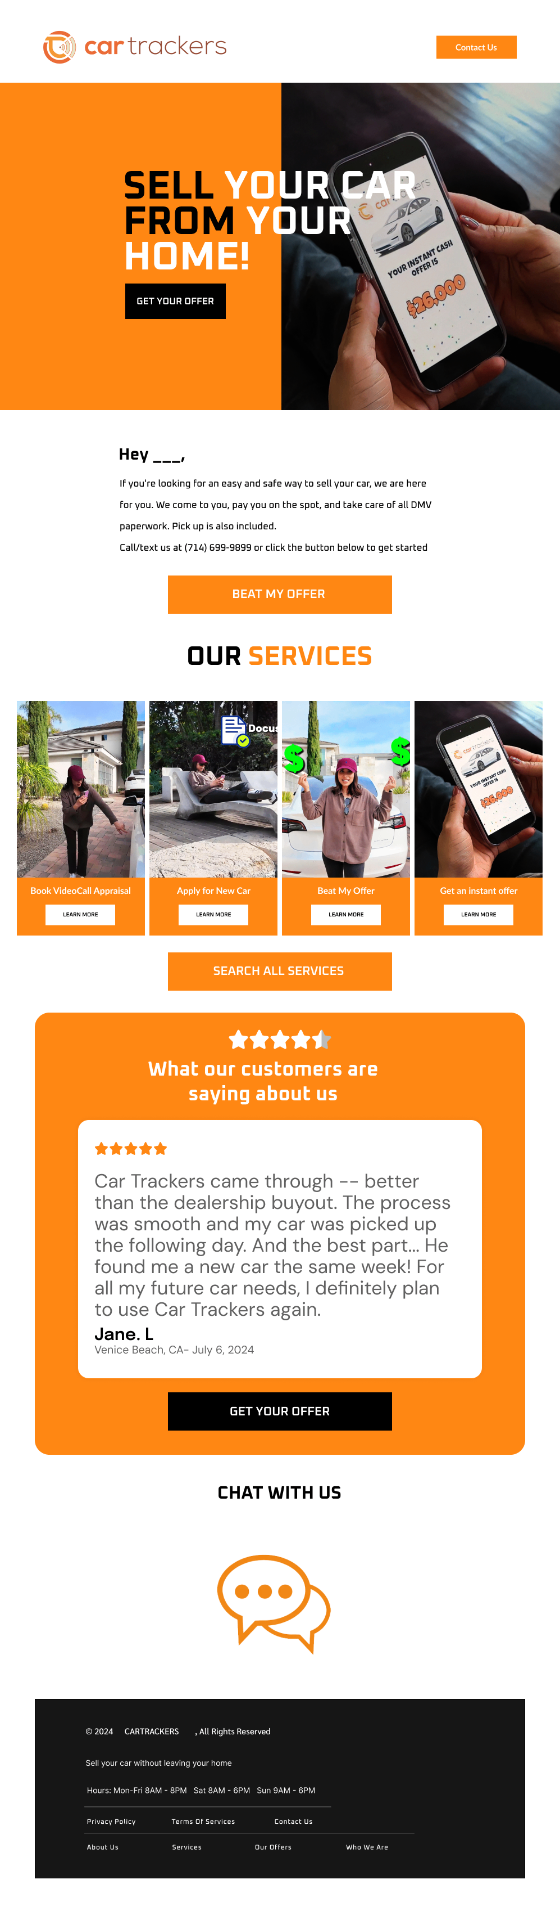 car trackers
Contact Us
SELL YOUR CAR
FROM YOUR
HOME!
GET YOUR OFFER
YOUR INSTANT CASH
OFFER IS
$26,000
Hey ___,
If you're looking for an easy and safe way to sell your car, we are here
for you. We come to you, pay you on the spot, and take care of all DMV
paperwork. Pick up is also included.
Call/text us at (714) 699-9899 or click the button below to get started
BEAT MY OFFER
OUR SERVICES
Docus
$ $
YOUR INSTANT CASH
OFFER IS
$26,000
Book VideoCall Appraisal
LEARN MORE
Apply for New Car
LEARN MORE
Beat My Offer
LEARN MORE
Get an instant offer
LEARN MORE
SEARCH ALL SERVICES
What our customers are
saying about us
Car Trackers came through -- better
than the dealership buyout. The process
was smooth and my car was picked up
the following day. And the best part... He
found me a new car the same week! For
all my future car needs, I definitely plan
to use Car Trackers again.
Jane. L
Venice Beach, CA- July 6, 2024
GET YOUR OFFER
CHAT WITH US
© 2024 CARTRACKERS , All Rights Reserved
Sell your car without leaving your home
Hours: Mon-Fri 8AM - 8PM Sat 8AM - 6PM Sun 9AM - 6PM
Privacy Policy Terms Of Services Contact Us
About Us Services Our Offers Who We Are